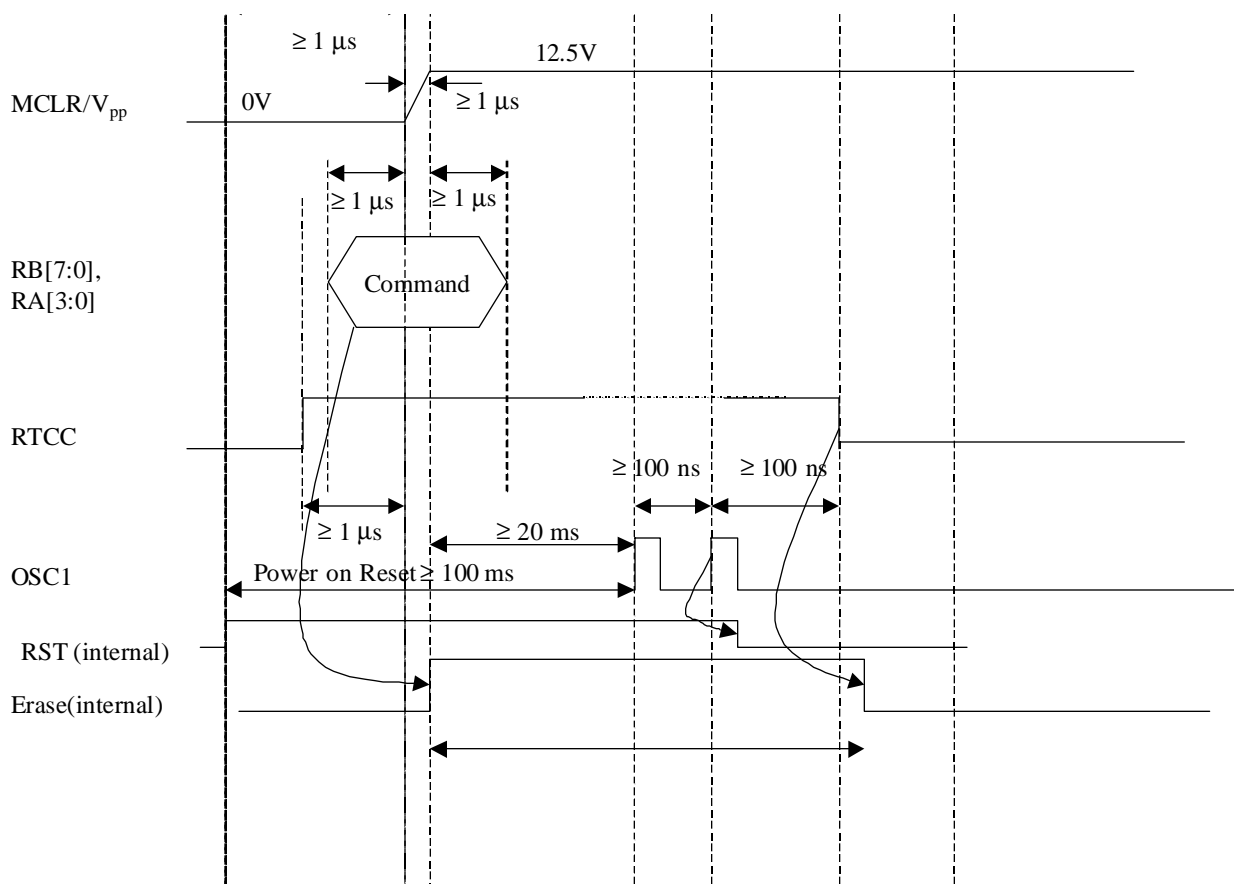 ≥ 1 μs
12.5V
MCLR/Vpp
0V
≥ 1 μs
≥ 1 μs
≥ 1 μs
RB[7:0],
RA[3:0]
Command
RTCC
≥ 100 ns
≥ 100 ns
≥ 1 μs
≥ 20 ms
OSC1
Power on Reset ≥ 100 ms
RST (internal)
Erase(internal)